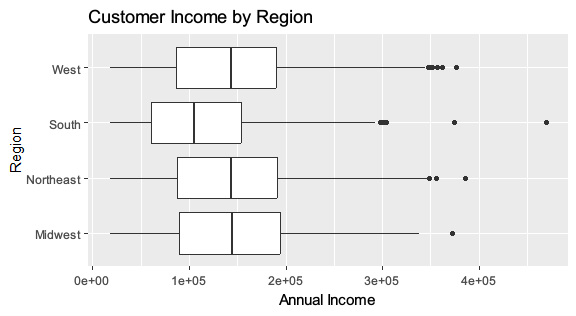 Customer Income by Region
Region
West
South
Northeast
Midwest
0e+00 1e+05 2e+05 3e+05 4e+05
Annual Income